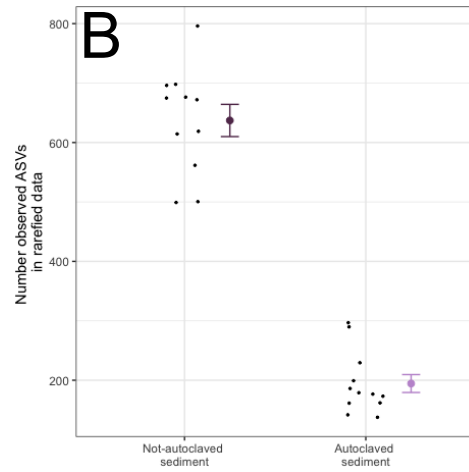 B
Number observed ASVs
in rarefied data
800
600
400
200
Not-autoclaved
sediment
Autoclaved
sediment